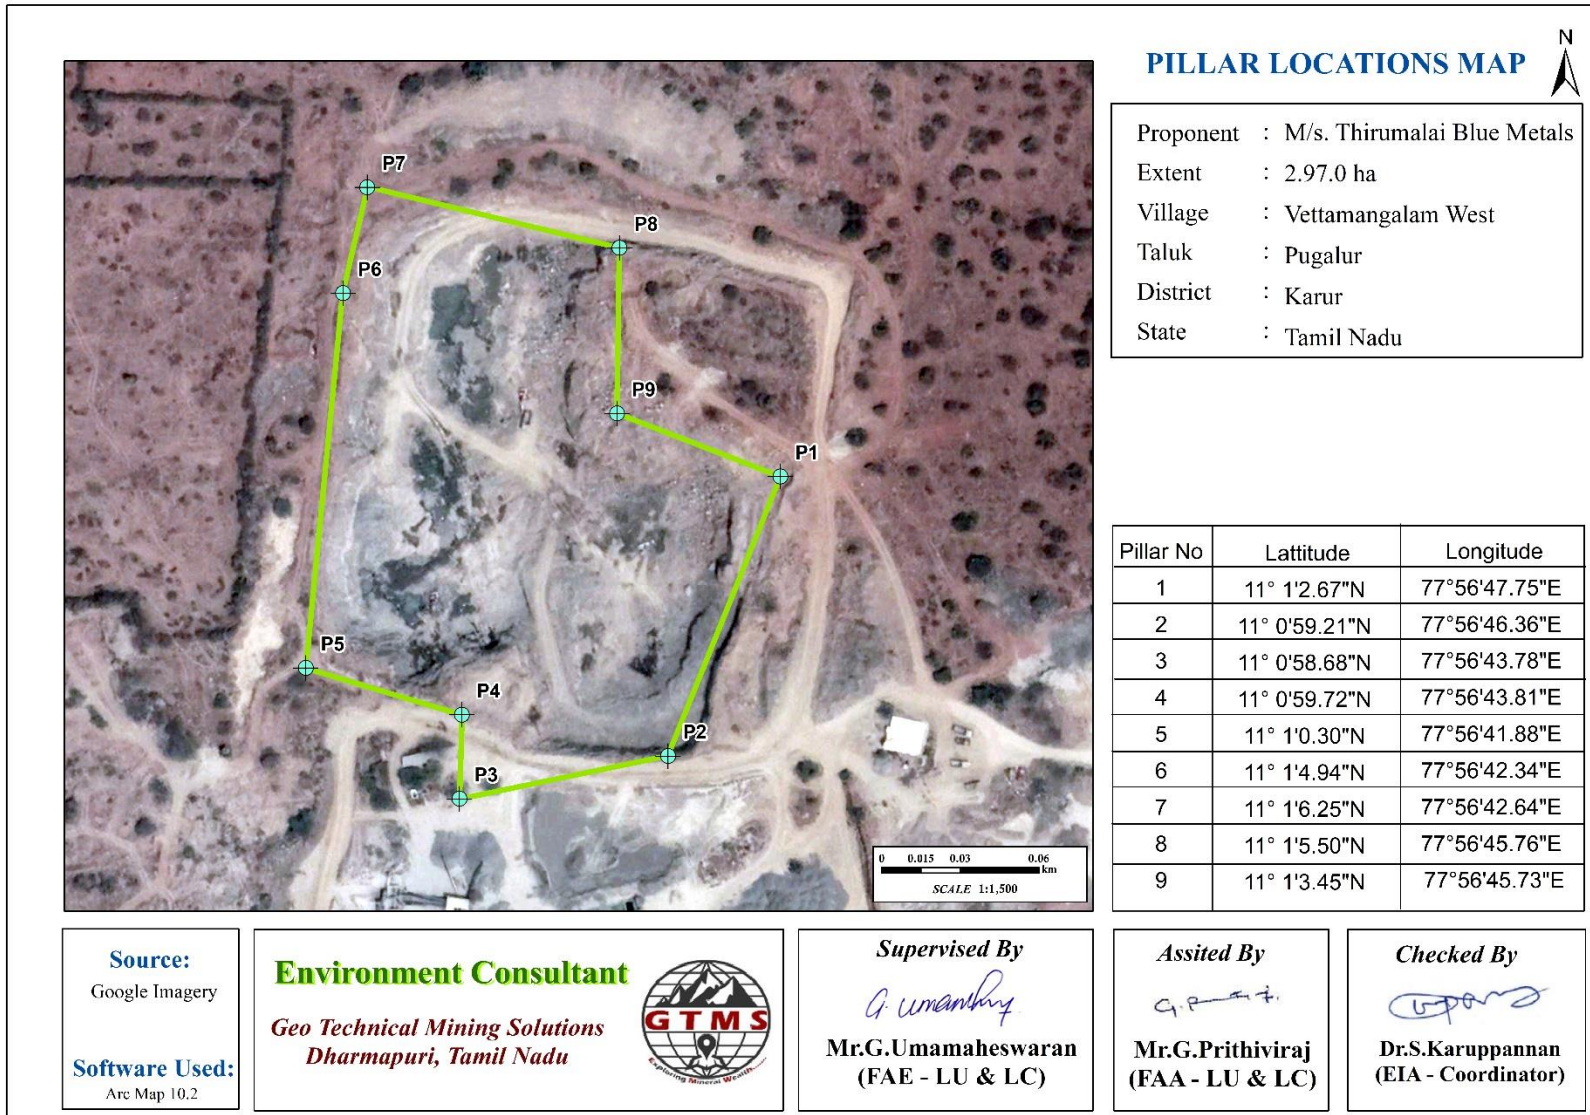 PILLAR LOCATIONS MAP
N
Proponent : M/s. Thirumalai Blue Metals
Extent : 2.97.0 ha
Village : Vettamangalam West
Taluk : Pugalur
District : Karur
State : Tamil Nadu
P7
P8
P6
P9
P1
P5
P4
P2
P3
0 0.015 0.03 0.06
km
SCALE 1:1,500
Pillar No Lattitude Longitude
1 11° 1'2.67"N 77°56'47.75"E
2 11° 0'59.21"N 77°56'46.36"E
3 11° 0'58.68"N 77°56'43.78"E
4 11° 0'59.72"N 77°56'43.81"E
5 11° 1'0.30"N 77°56'41.88"E
6 11° 1'4.94"N 77°56'42.34"E
7 11° 1'6.25"N 77°56'42.64"E
8 11° 1'5.50"N 77°56'45.76"E
9 11° 1'3.45"N 77°56'45.73"E
Source:
Google Imagery
Software Used:
Arc Map 10.2
Environment Consultant
Geo Technical Mining Solutions
Dharmapuri, Tamil Nadu
GTMS
Exploring Mineral Wealth......
Supervised By
Mr.G.Umamaheswaran
(FAE - LU & LC)
Assited By
Mr.G.Prithiviraj
(FAA - LU & LC)
Checked By
Dr.S.Karuppannan
(EIA - Coordinator)